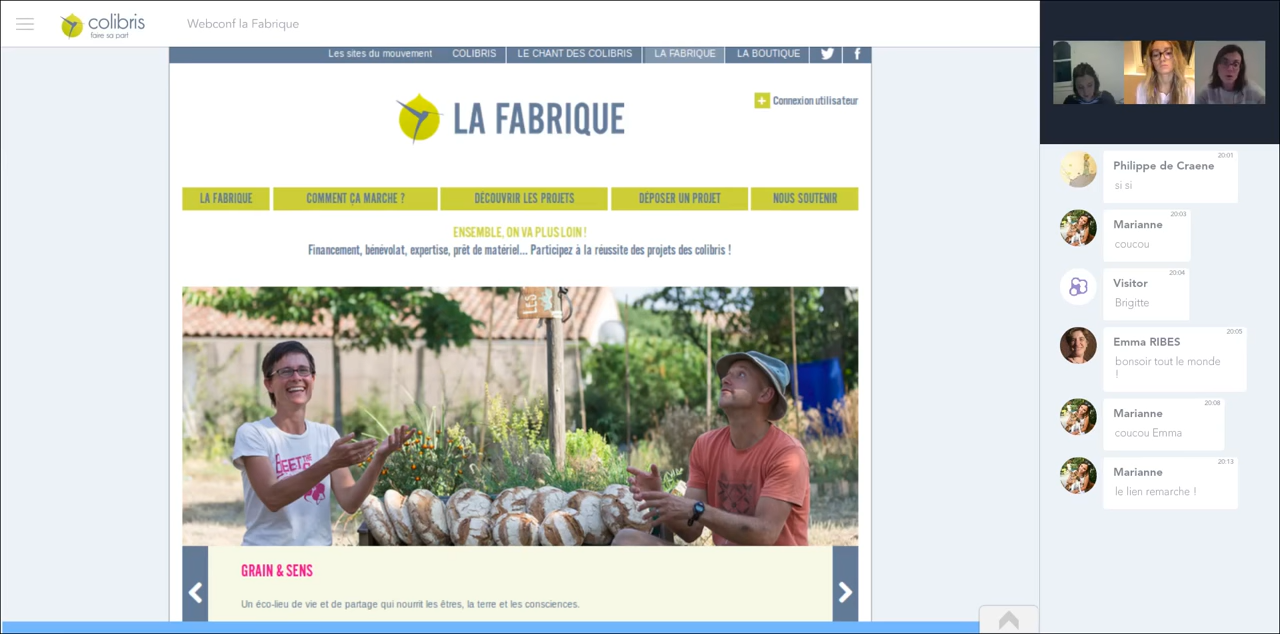 colibris
faire sa part
Webconf la Fabrique
Les sites du mouvement COLIBRIS LE CHANT DES COLIBRIS LA FABRIQUE LA BOUTIQUE
LA FABRIQUE
Connexion utilisateur
LA FABRIQUE COMMENT ÇA MARCHE ? DÉCOUVRIR LES PROJETS DÉPOSER UN PROJET NOUS SOUTENIR
ENSEMBLE, ON VA PLUS LOIN !
Financement, bénévolat, expertise, prêt de matériel... Participez à la réussite des projets des colibris !
LES
BEET THE
GRAIN & SENS
Un éco-lieu de vie et de partage qui nourrit les êtres, la terre et les consciences.
20:01
Philippe de Craene
si si
20:03
Marianne
coucou
20:04
Visitor
Brigitte
20:05
Emma RIBES
bonsoir tout le monde
!
20:08
Marianne
coucou Emma
20:13
Marianne
le lien remarche !